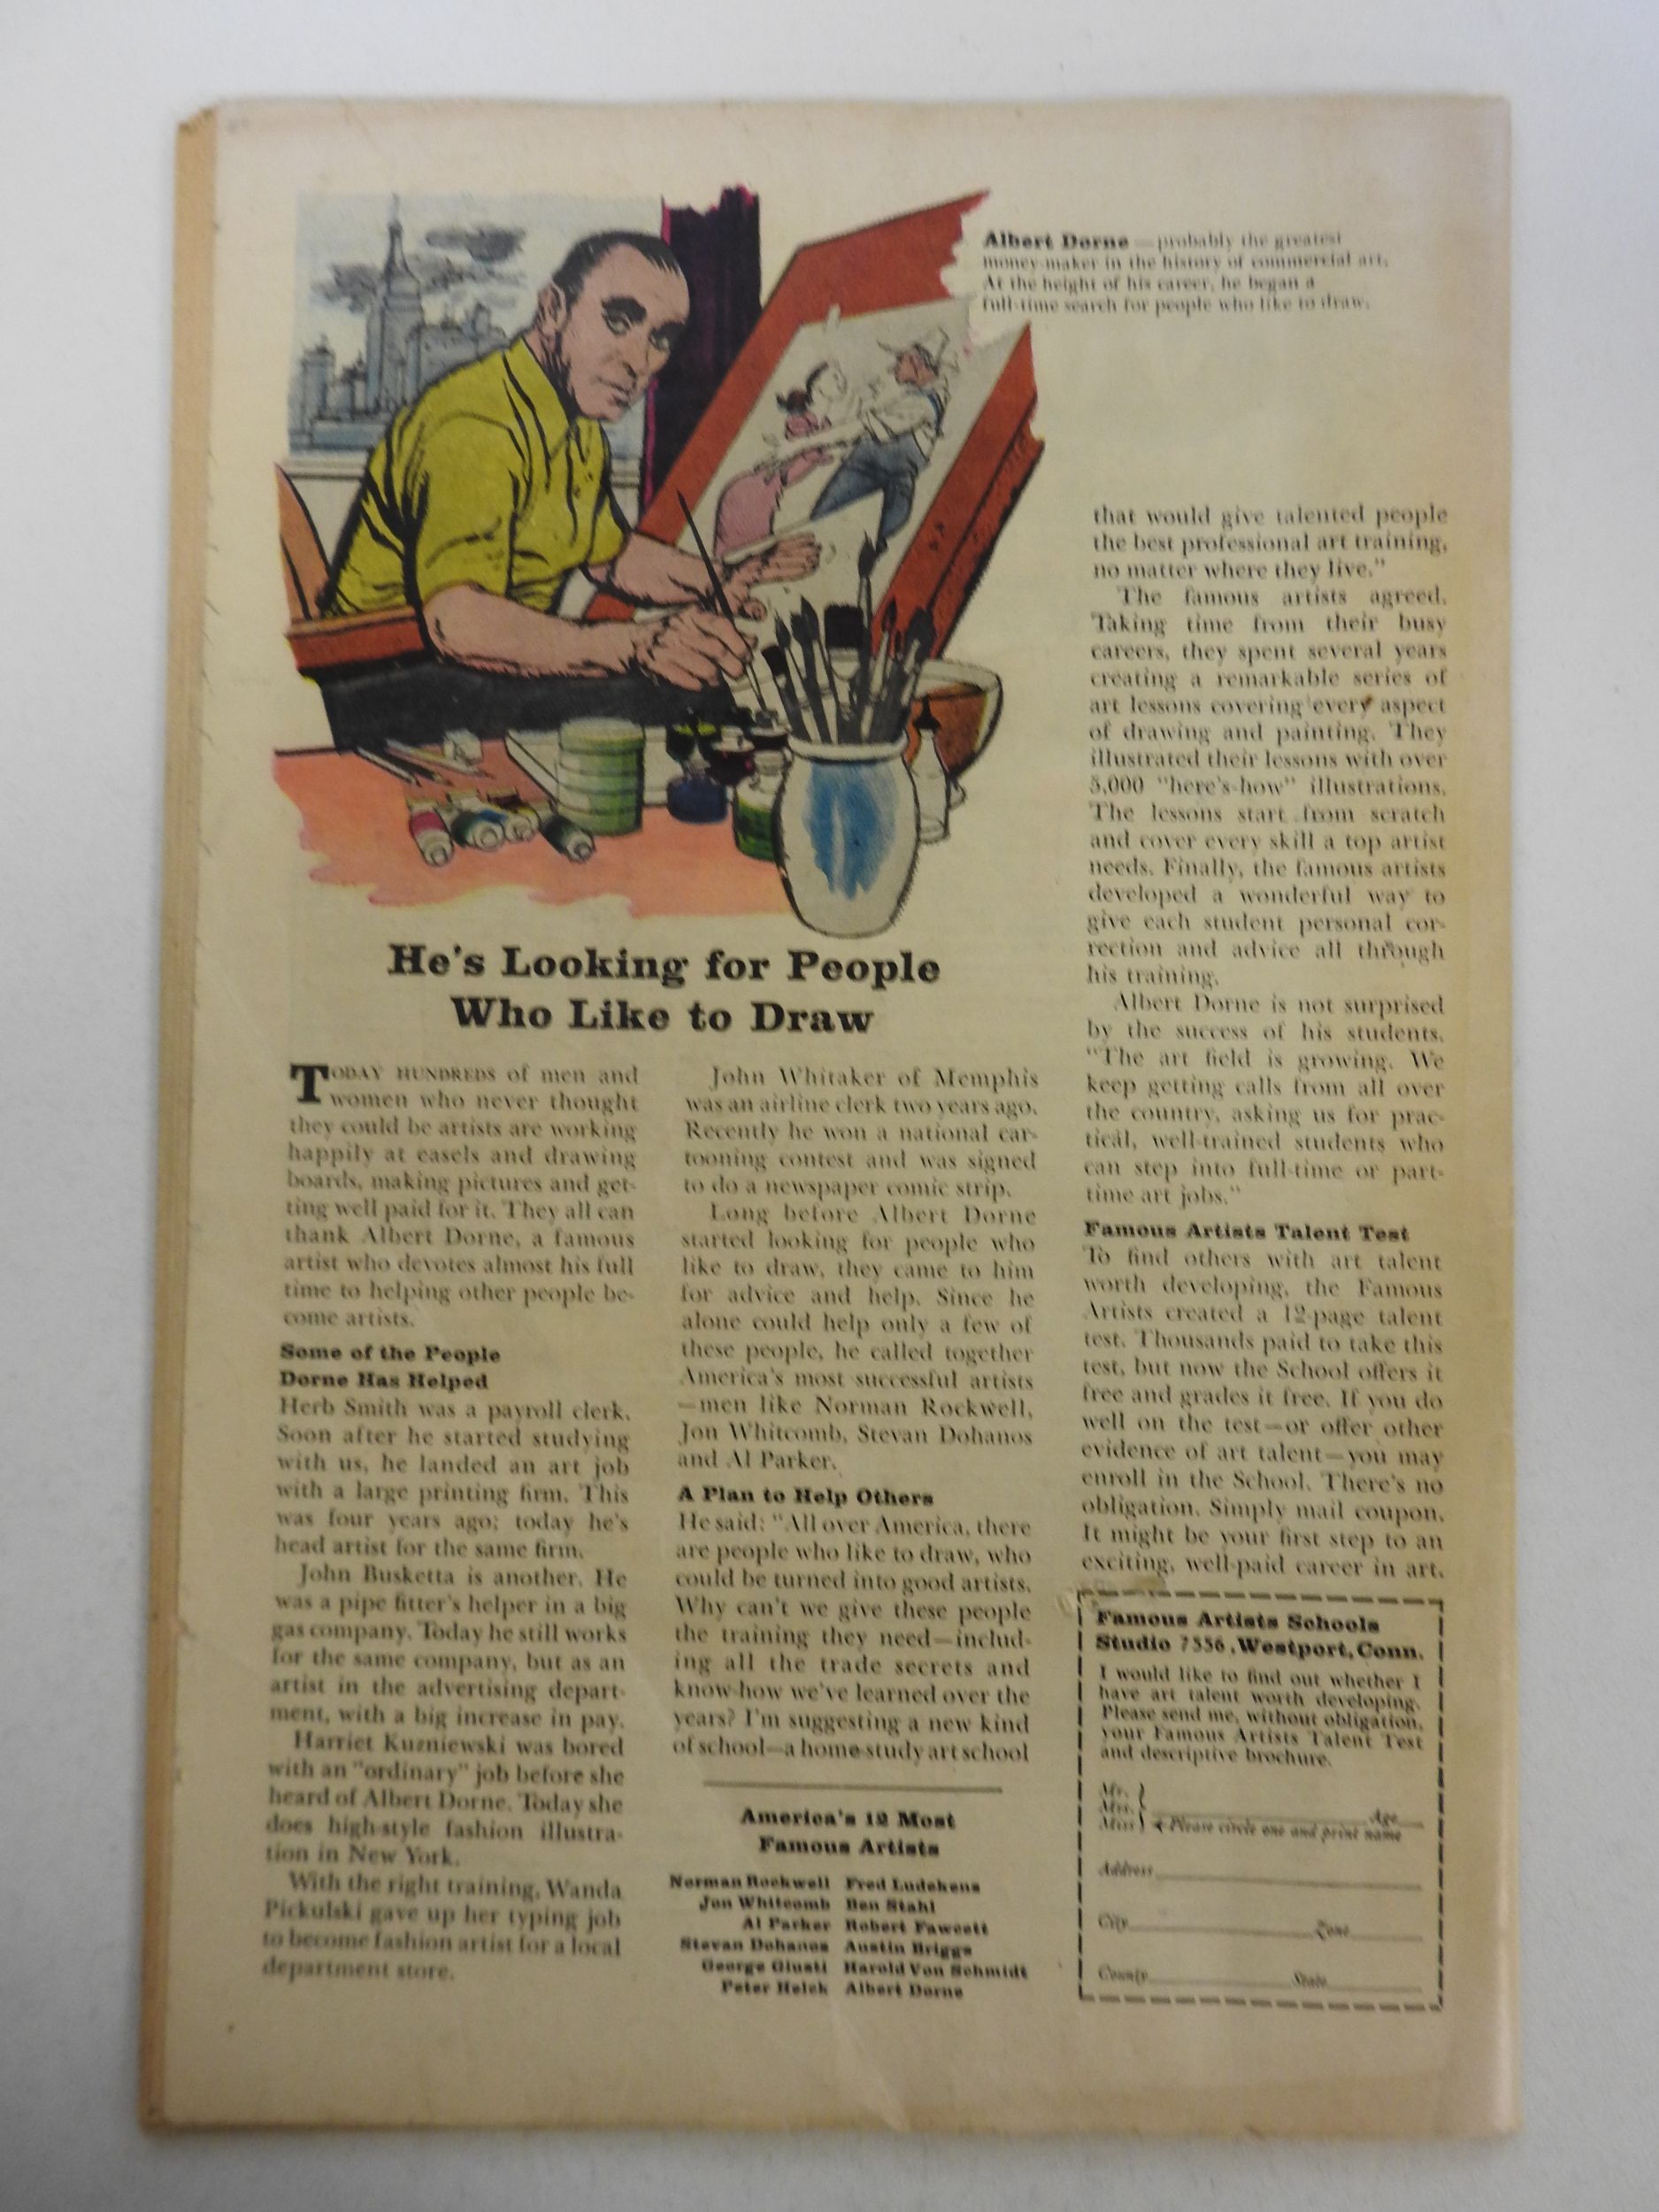 Albert Dorne — probably the greatest
money-maker in the history of commercial art.
At the height of his career, he began a
full-time search for people who like to draw.
He's Looking for People
Who Like to Draw
TODAY HUNDREDS of men and
women who never thought
they could be artists are working
happily at easels and drawing
boards, making pictures and get-
ting well paid for it. They all can
thank Albert Dorne, a famous
artist who devotes almost his full
time to helping other people be-
come artists.
Some of the People
Dorne Has Helped
Herb Smith was a payroll clerk.
Soon after he started studying
with us, he landed an art job
with a large printing firm. This
was four years ago; today he's
head artist for the same firm.
John Busketta is another. He
was a pipe fitter's helper in a big
gas company. Today he still works
for the same company, but as an
artist in the advertising depart-
ment, with a big increase in pay.
Harriet Kuzniewski was bored
with an "ordinary" job before she
heard of Albert Dorne. Today she
does high-style fashion illustra-
tion in New York.
With the right training, Wanda
Pickulski gave up her typing job
to become fashion artist for a local
department store.
John Whitaker of Memphis
was an airline clerk two years ago.
Recently he won a national car-
tooning contest and was signed
to do a newspaper comic strip.
Long before Albert Dorne
started looking for people who
like to draw, they came to him
for advice and help. Since he
alone could help only a few of
these people, he called together
America's most successful artists
—men like Norman Rockwell,
Jon Whitcomb, Stevan Dohanos
and Al Parker.
A Plan to Help Others
He said: "All over America, there
are people who like to draw, who
could be turned into good artists.
Why can't we give these people
the training they need—includ-
ing all the trade secrets and
know-how we've learned over the
years? I'm suggesting a new kind
of school—a home-study art school
America's 12 Most
Famous Artists
Norman Rockwell Fred Ludekens
Jon Whitcomb Ben Stahl
Al Parker Robert Fawcett
Stevan Dohanos Austin Briggs
George Giusti Harold Von Schmidt
Peter Helck Albert Dorne
that would give talented people
the best professional art training,
no matter where they live."
The famous artists agreed.
Taking time from their busy
careers, they spent several years
creating a remarkable series of
art lessons covering every aspect
of drawing and painting. They
illustrated their lessons with over
5,000 "here's-how" illustrations.
The lessons start from scratch
and cover every skill a top artist
needs. Finally, the famous artists
developed a wonderful way to
give each student personal cor-
rection and advice all through
his training.
Albert Dorne is not surprised
by the success of his students.
"The art field is growing. We
keep getting calls from all over
the country, asking us for prac-
tical, well-trained students who
can step into full-time or part-
time art jobs."
Famous Artists Talent Test
To find others with art talent
worth developing, the Famous
Artists created a 12-page talent
test. Thousands paid to take this
test, but now the School offers it
free and grades it free. If you do
well on the test—or offer other
evidence of art talent—you may
enroll in the School. There's no
obligation. Simply mail coupon.
It might be your first step to an
exciting, well-paid career in art.
Famous Artists Schools
Studio 7356, Westport, Conn.
I would like to find out whether I
have art talent worth developing.
Please send me, without obligation,
your Famous Artists Talent Test
and descriptive brochure.
Mr.
Mrs. Age
Miss Please circle one and print name
Address
City Zone
County State